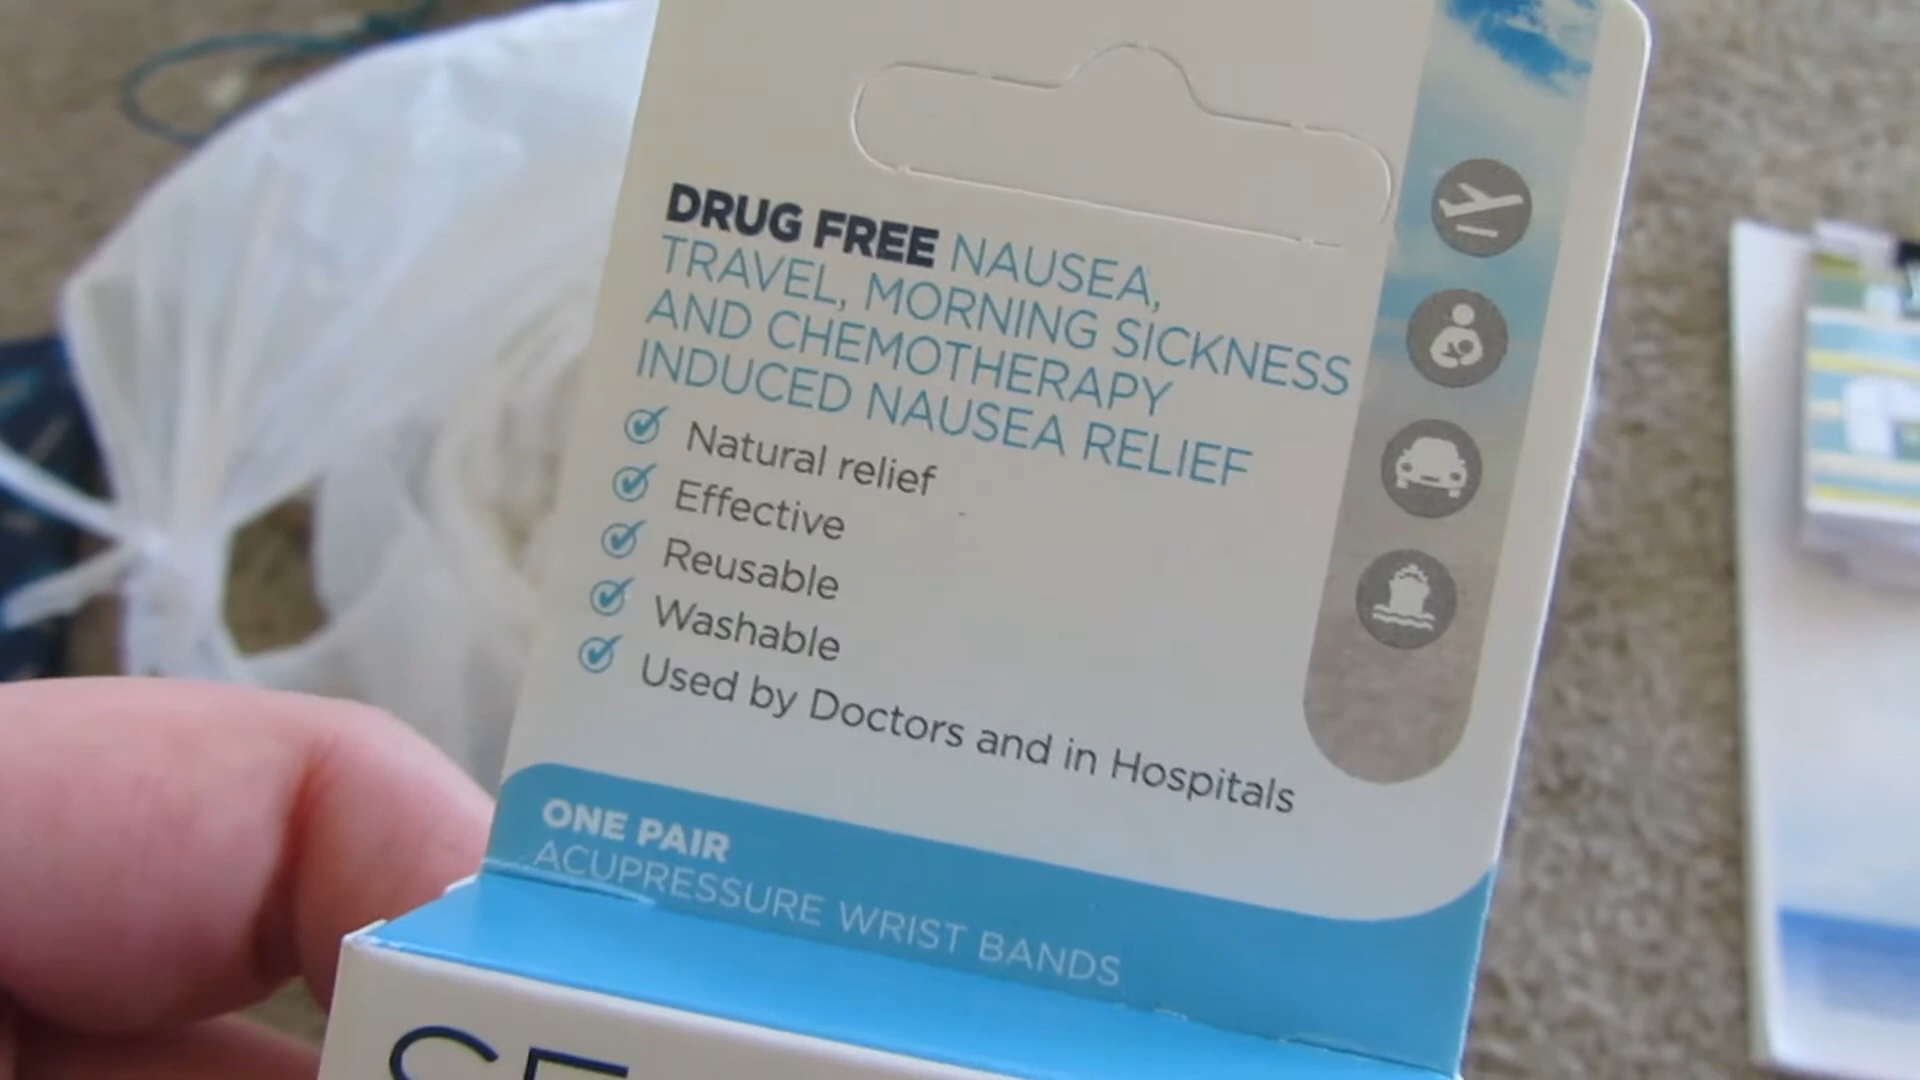 DRUG FREE NAUSEA,
TRAVEL, MORNING SICKNESS
AND CHEMOTHERAPY
INDUCED NAUSEA RELIEF
Natural relief
Effective
Reusable
Washable
Used by Doctors and in Hospitals
ONE PAIR
ACUPRESSURE WRIST BANDS